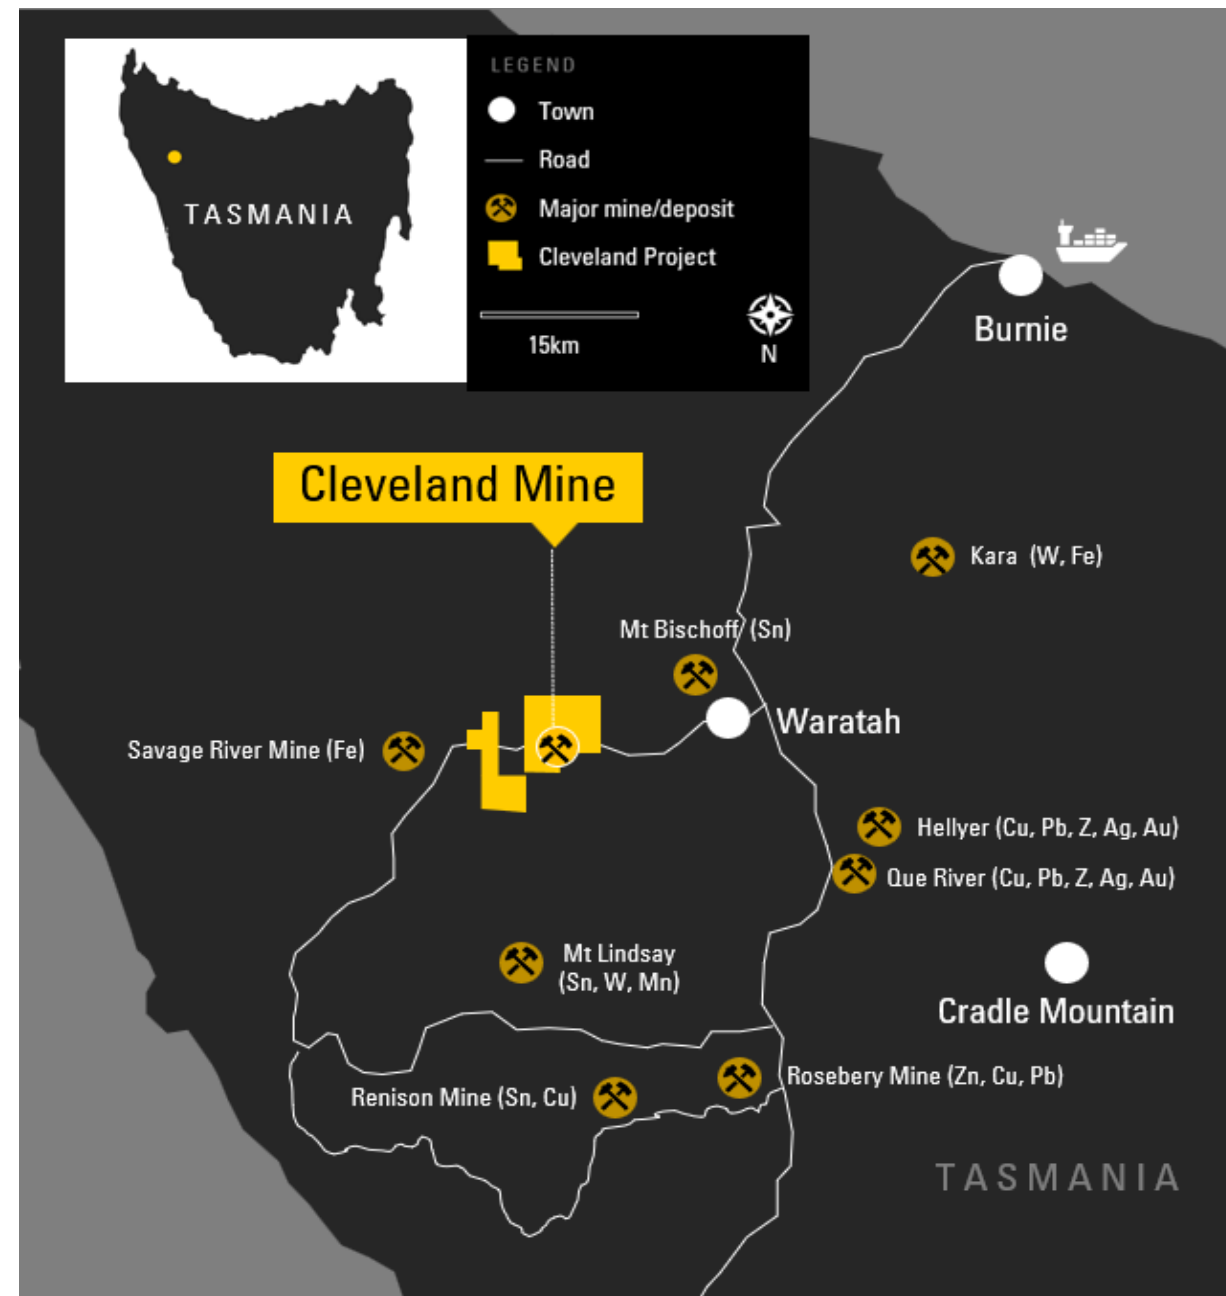 LEGEND
Town
Road
Major mine/deposit
Cleveland Project
15km
N
TASMANIA
Burnie
Cleveland Mine
Kara (W, Fe)
Mt Bischoff (Sn)
Waratah
Savage River Mine (Fe)
Hellyer (Cu, Pb, Z, Ag, Au)
Que River (Cu, Pb, Z, Ag, Au)
Mt Lindsay
(Sn, W, Mn)
Cradle Mountain
Rosebery Mine (Zn, Cu, Pb)
Renison Mine (Sn, Cu)
TASMANIA